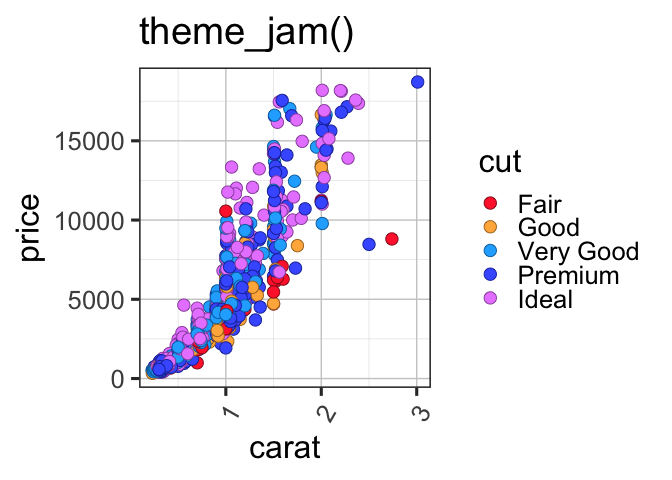 theme_jam()
price
15000
10000
5000
0
1
2
3
carat
cut
Fair
Good
Very Good
Premium
Ideal